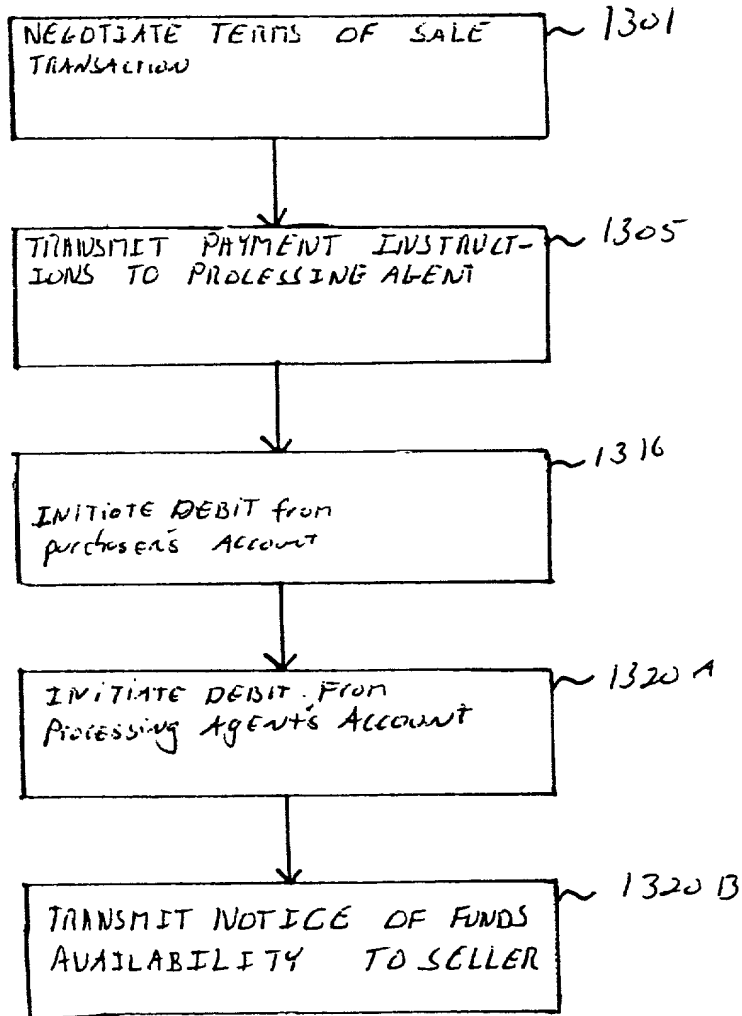 NEGOTIATE TERMS OF SALE
TRANSACTION
1301
TRANSMIT PAYMENT INSTRUCT-
IONS TO PROCESSING AGENT
1305
INITIATE DEBIT from
purchaser's Account
1316
INITIATE DEBIT From
Processing Agent's Account
1320 A
TRANSMIT NOTICE OF FUNDS
AVAILABILITY TO SELLER
1320 B